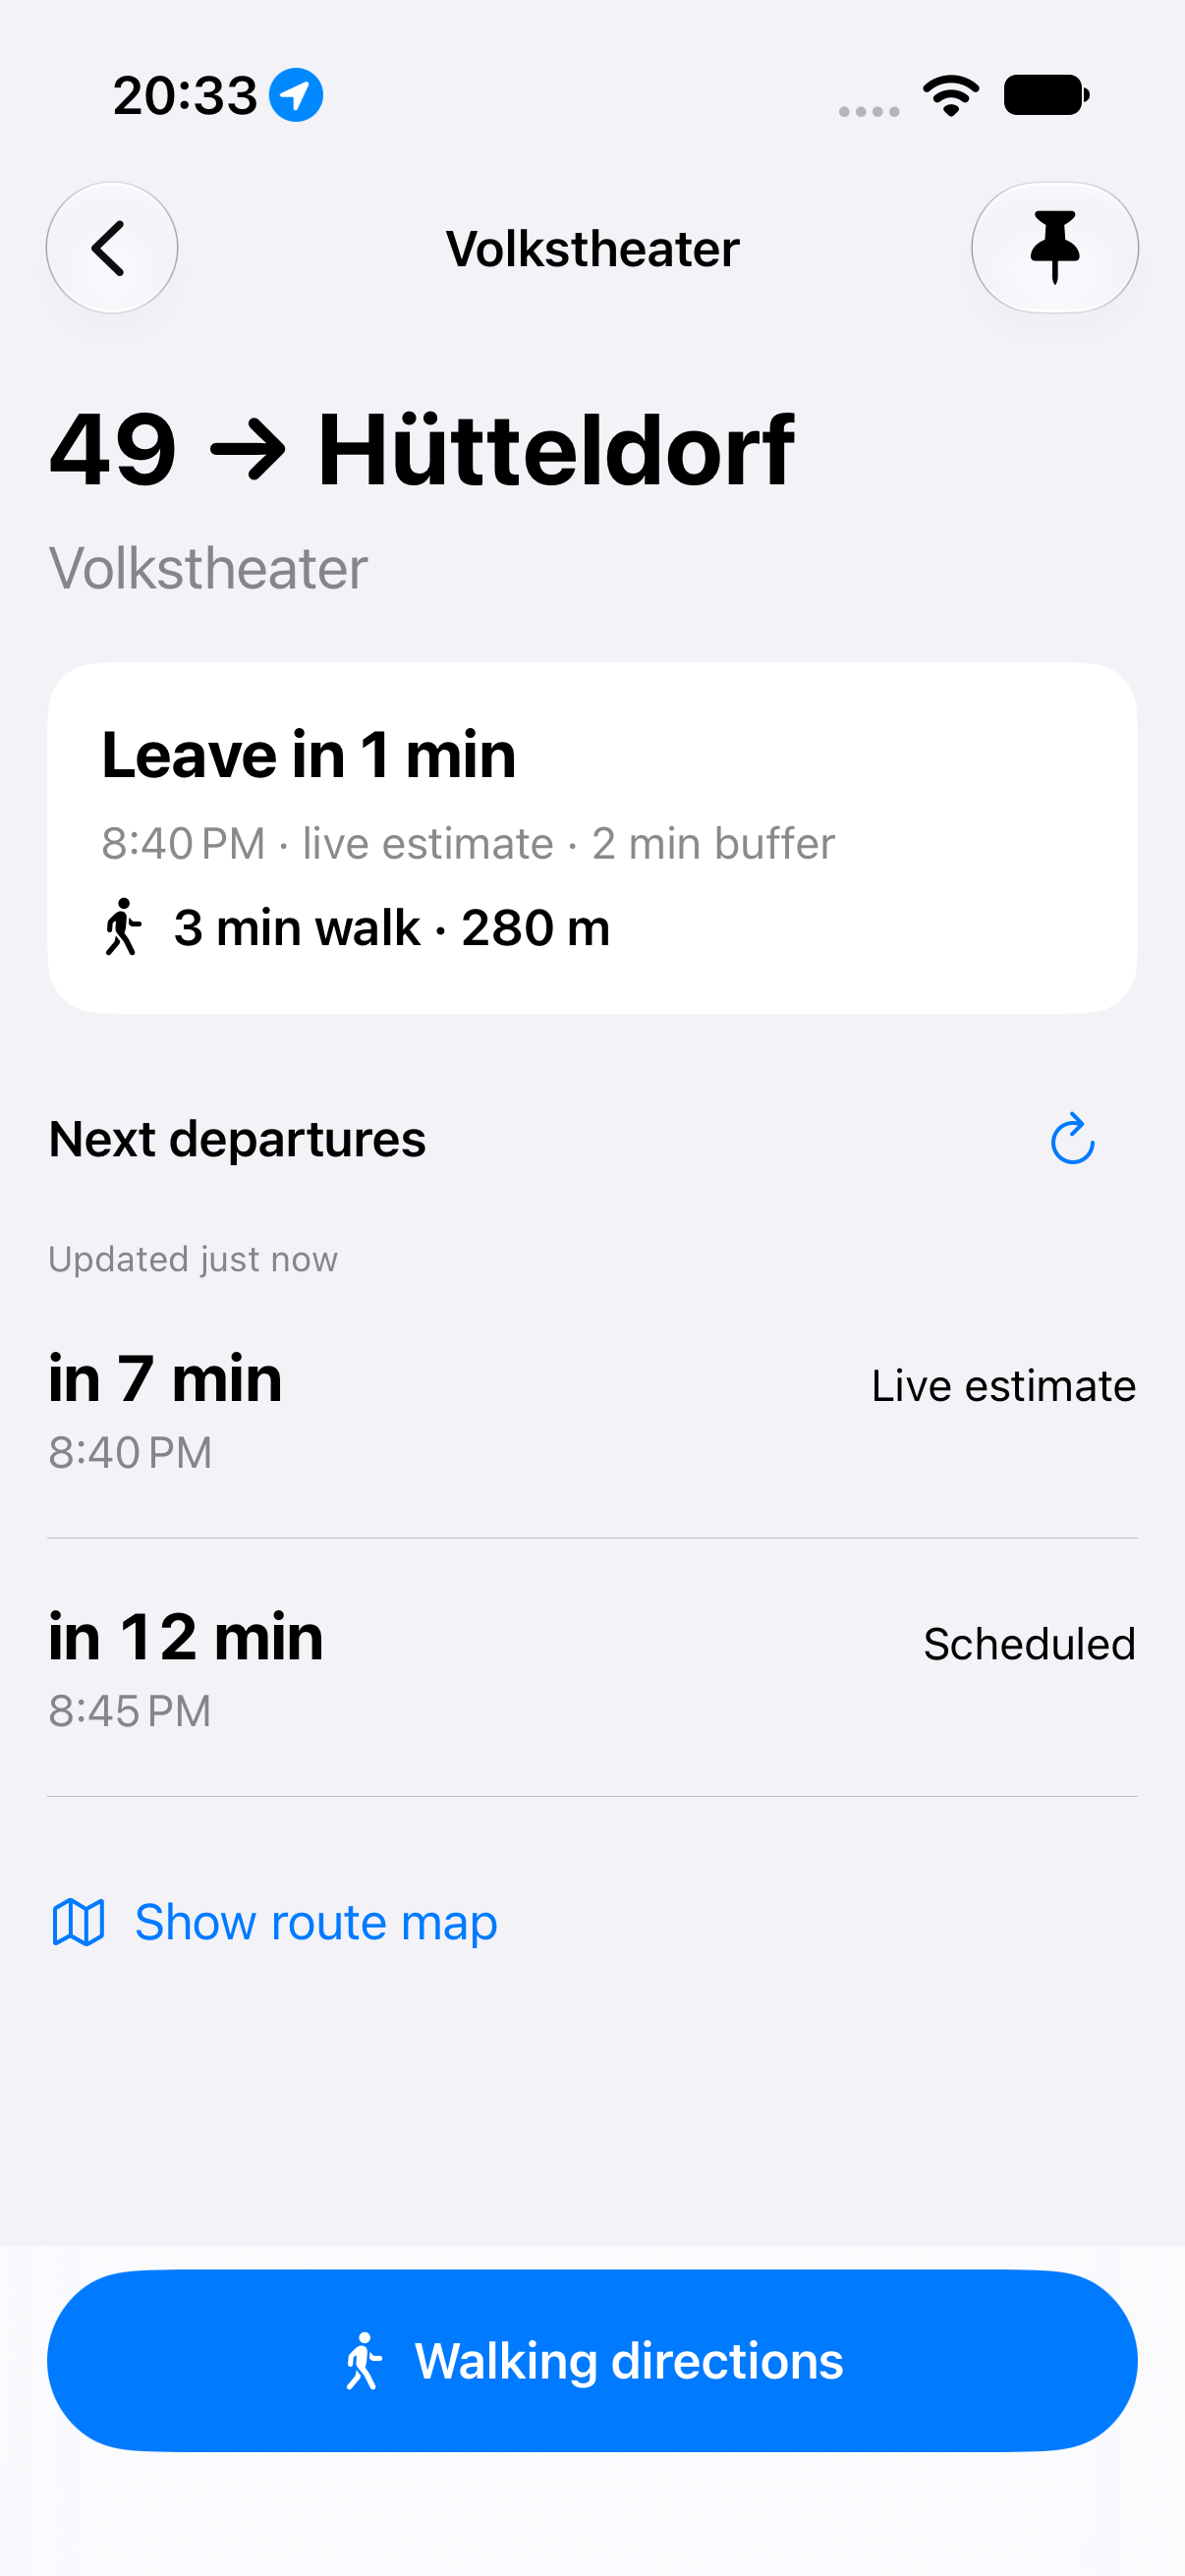 20:33
Volkstheater
49 → Hütteldorf
Volkstheater
Leave in 1 min
8:40 PM · live estimate · 2 min buffer
3 min walk · 280 m
Next departures
Updated just now
in 7 min
Live estimate
8:40 PM
in 12 min
Scheduled
8:45 PM
Show route map
Walking directions